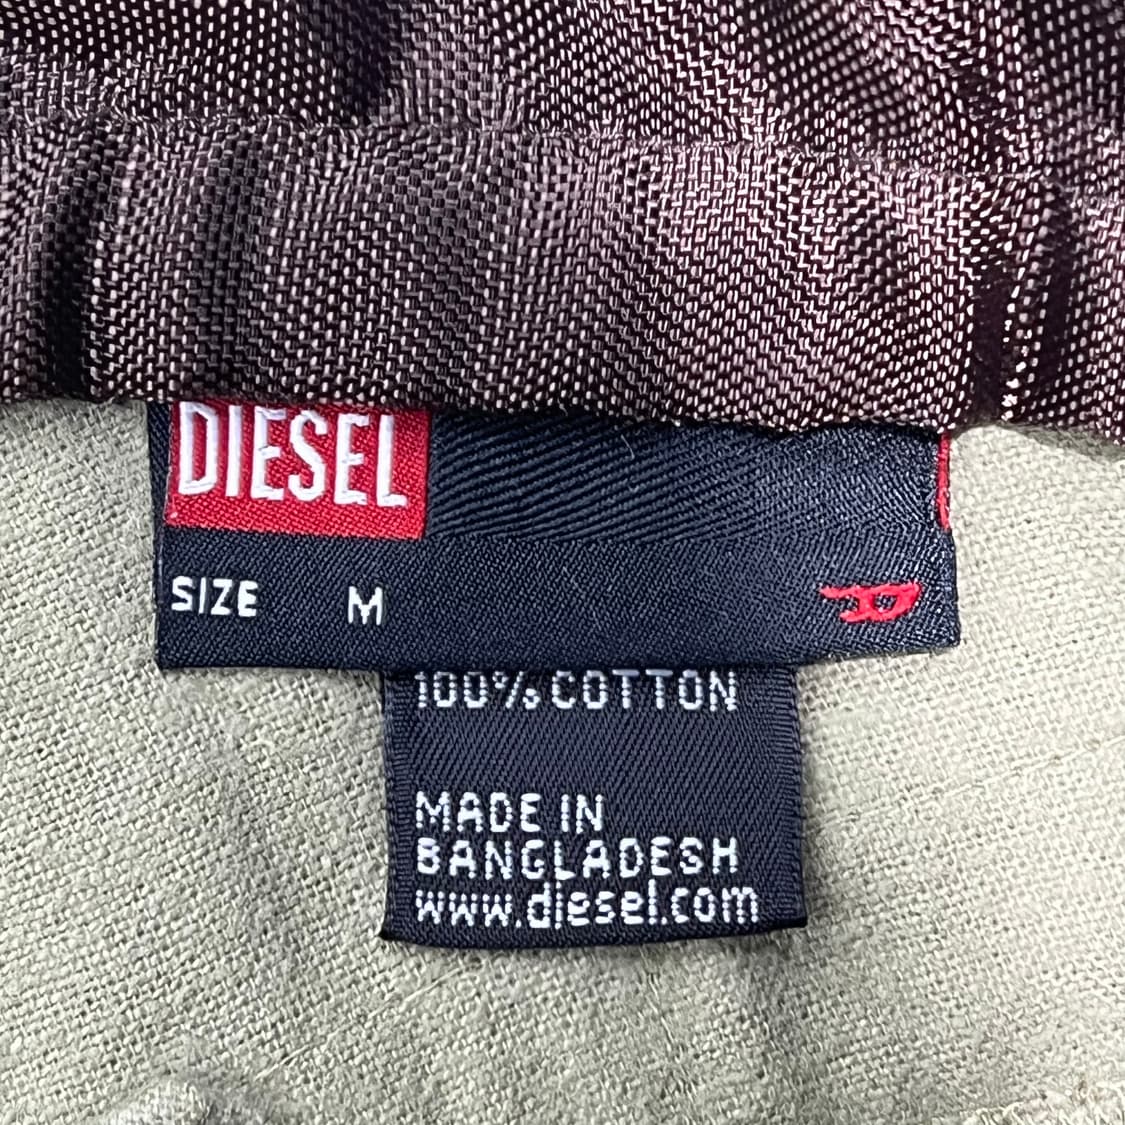 DIESEL
SIZE M
100% COTTON
MADE IN
BANGLADESH
www.diesel.com